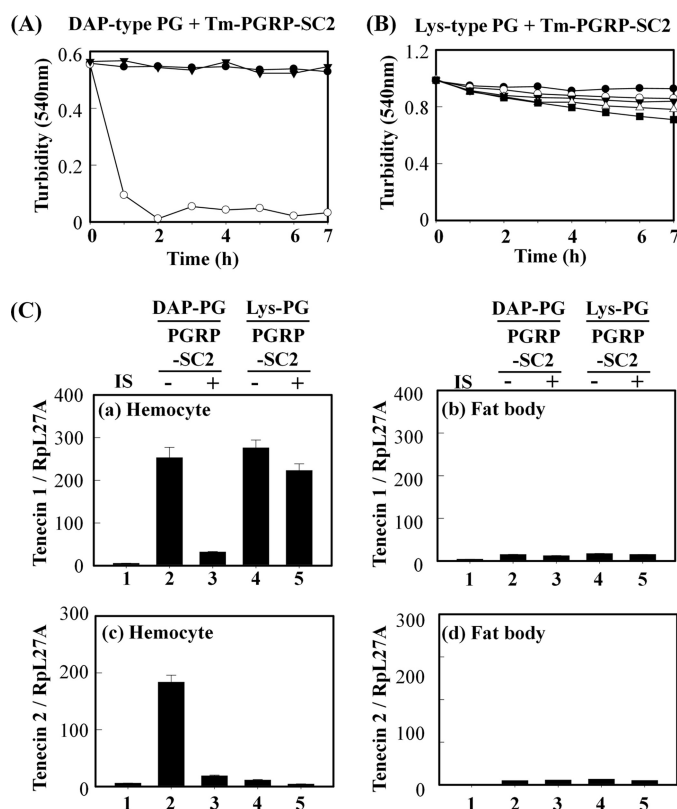 (A) DAP-type PG + Tm-PGRP-SC2
Turbidity (540nm)
0.6
0.4
0.2
0
0 2 4 6 7
Time (h)
(B) Lys-type PG + Tm-PGRP-SC2
Turbidity (540nm)
1.2
0.8
0.4
0
0 2 4 6 7
Time (h)
(C)
DAP-PG Lys-PG
PGRP PGRP
-SC2 -SC2
IS - + - +
(a) Hemocyte
Tenecin 1 / RpL27A
400
300
200
100
0
1 2 3 4 5
DAP-PG Lys-PG
PGRP PGRP
-SC2 -SC2
IS - + - +
(b) Fat body
Tenecin 1 / RpL27A
400
300
200
100
0
1 2 3 4 5
(c) Hemocyte
Tenecin 2 / RpL27A
300
200
100
0
1 2 3 4 5
(d) Fat body
Tenecin 2 / RpL27A
300
200
100
0
1 2 3 4 5